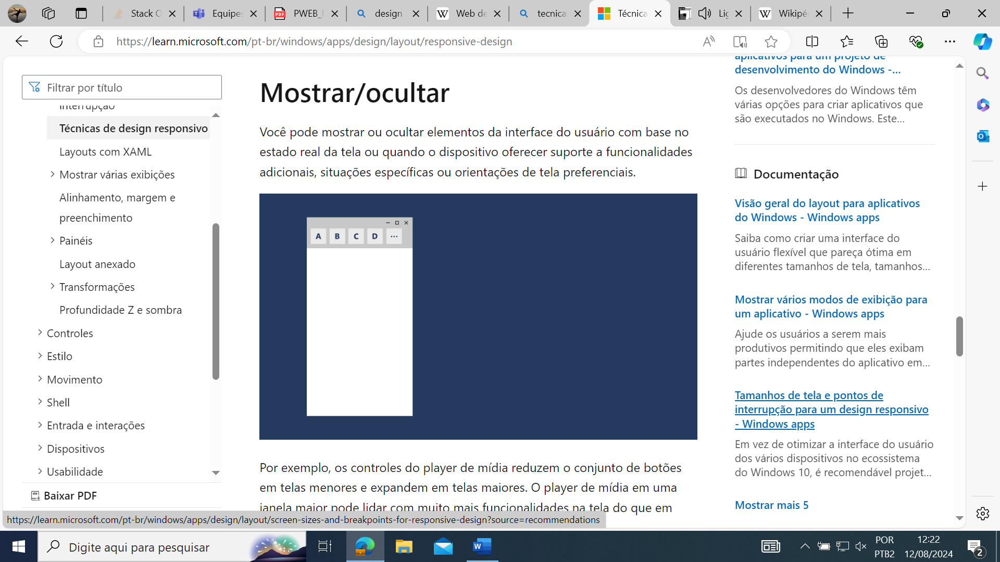 Stack O
Equipes
PWEB_
design
Web de
tecnica
Técnica
Lig
Wikipéd
https://learn.microsoft.com/pt-br/windows/apps/design/layout/responsive-design
Filtrar por título
interrupção
Técnicas de design responsivo
Layouts com XAML
Mostrar várias exibições
Alinhamento, margem e
preenchimento
Painéis
Layout anexado
Transformações
Profundidade Z e sombra
Controles
Estilo
Movimento
Shell
Entrada e interações
Dispositivos
Usabilidade
Baixar PDF
Mostrar/ocultar
Você pode mostrar ou ocultar elementos da interface do usuário com base no
estado real da tela ou quando o dispositivo oferecer suporte a funcionalidades
adicionais, situações específicas ou orientações de tela preferenciais.
A B C D ...
Por exemplo, os controles do player de mídia reduzem o conjunto de botões
em telas menores e expandem em telas maiores. O player de mídia em uma
janela maior pode lidar com muito mais funcionalidades na tela do que em
aplicativos para um projeto de
desenvolvimento do Windows -...
Os desenvolvedores do Windows têm
várias opções para criar aplicativos que
são executados no Windows. Este...
Documentação
Visão geral do layout para aplicativos
do Windows - Windows apps
Saiba como criar uma interface do
usuário flexível que pareça ótima em
diferentes tamanhos de tela, tamanhos...
Mostrar vários modos de exibição para
um aplicativo - Windows apps
Ajude os usuários a serem mais
produtivos permitindo que eles exibam
partes independentes do aplicativo em...
Tamanhos de tela e pontos de
interrupção para um design responsivo
- Windows apps
Em vez de otimizar a interface do usuário
dos vários dispositivos no ecossistema
do Windows 10, é recomendável projet...
Mostrar mais 5
https://learn.microsoft.com/pt-br/windows/apps/design/layout/screen-sizes-and-breakpoints-for-responsive-design?source=recommendations
Digite aqui para pesquisar
POR
PTB2
12:22
12/08/2024
2